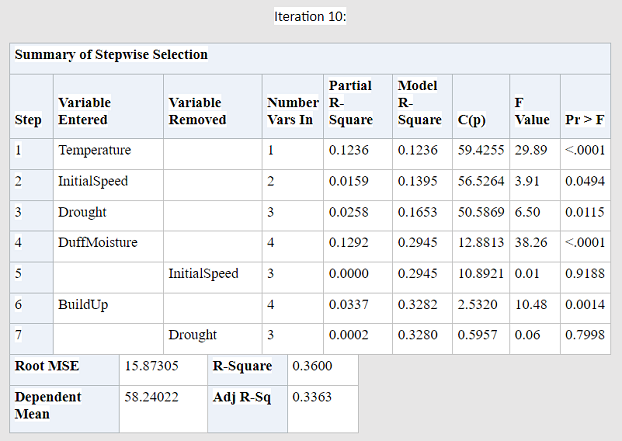 Iteration 10:
Summary of Stepwise Selection
Step Variable Entered Variable Removed Number Vars In Partial R-Square Model R-Square C(p) F Value Pr > F
1 Temperature 1 0.1236 0.1236 59.4255 29.89 <.0001
2 InitialSpeed 2 0.0159 0.1395 56.5264 3.91 0.0494
3 Drought 3 0.0258 0.1653 50.5869 6.50 0.0115
4 DuffMoisture 4 0.1292 0.2945 12.8813 38.26 <.0001
5 InitialSpeed 3 0.0000 0.2945 10.8921 0.01 0.9188
6 BuildUp 4 0.0337 0.3282 2.5320 10.48 0.0014
7 Drought 3 0.0002 0.3280 0.5957 0.06 0.7998
Root MSE 15.87305 R-Square 0.3600
Dependent Mean 58.24022 Adj R-Sq 0.3363